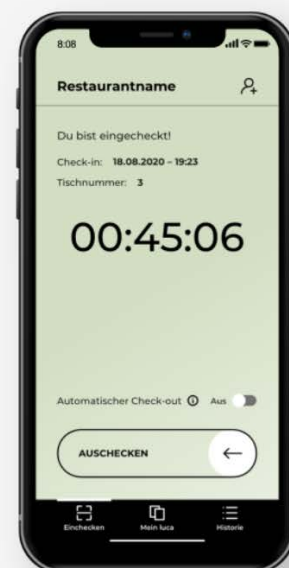 8:08
Restaurantname
Du bist eingecheckt!
Check-in: 18.08.2020 – 19:23
Tischnummer: 3
00:45:06
Automatischer Check-out Aus
AUSCHECKEN
Einchecken Mein luca Historie